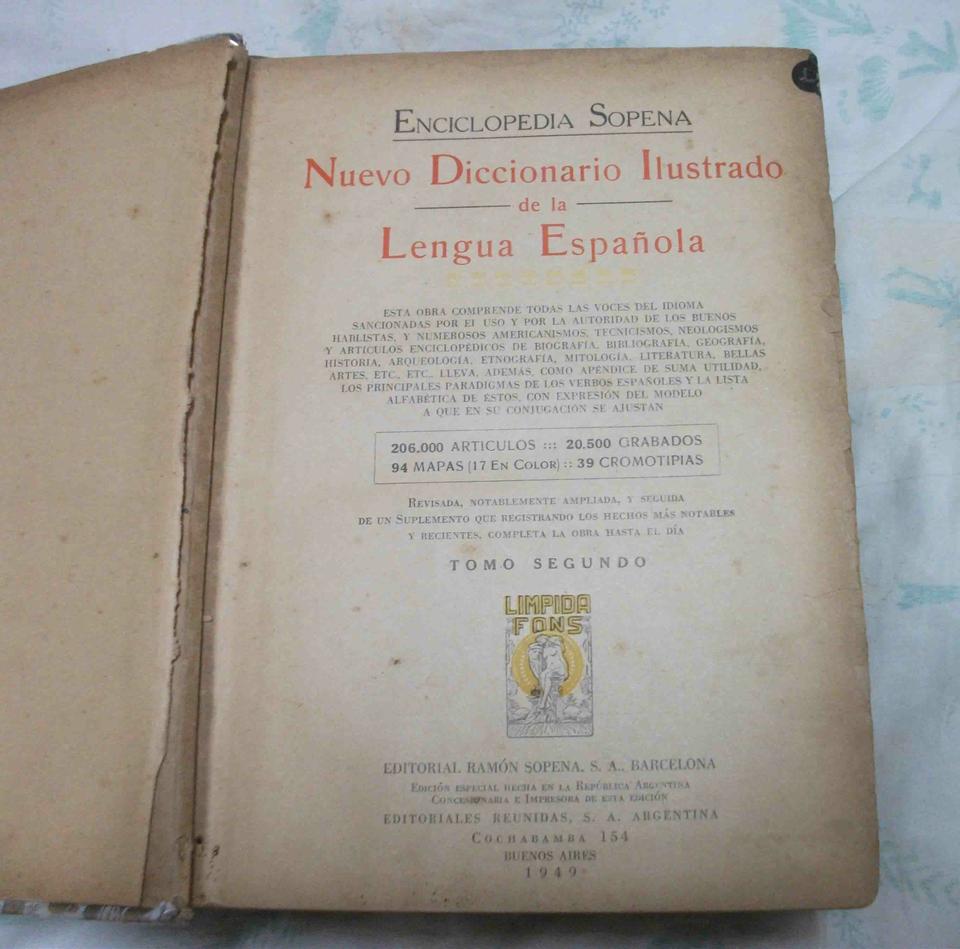 ENCICLOPEDIA SOPENA
Nuevo Diccionario Ilustrado
de la
Lengua Española
ESTA OBRA COMPRENDE TODAS LAS VOCES DEL IDIOMA
SANCIONADAS POR EL USO Y POR LA AUTORIDAD DE LOS BUENOS
HABLISTAS, Y NUMEROSOS AMERICANISMOS, TECNICISMOS, NEOLOGISMOS
Y ARTICULOS ENCICLOPÉDICOS DE BIOGRAFÍA, BIBLIOGRAFÍA, GEOGRAFÍA,
HISTORIA, ARQUEOLOGÍA, ETNOGRAFÍA, MITOLOGÍA, LITERATURA, BELLAS
ARTES, ETC., ETC., LLEVA, ADEMÁS, COMO APÉNDICE DE SUMA UTILIDAD,
LOS PRINCIPALES PARADIGMAS DE LOS VERBOS ESPAÑOLES Y LA LISTA
ALFABÉTICA DE ÉSTOS, CON EXPRESIÓN DEL MODELO
A QUE EN SU CONJUGACIÓN SE AJUSTAN
206.000 ARTICULOS ::: 20.500 GRABADOS
94 MAPAS (17 EN COLOR) :: 39 CROMOTIPIAS
REVISADA, NOTABLEMENTE AMPLIADA, Y SEGUIDA
DE UN SUPLEMENTO QUE REGISTRANDO LOS HECHOS MÁS NOTABLES
Y RECIENTES, COMPLETA LA OBRA HASTA EL DÍA
TOMO SEGUNDO
LIMPIDA
FONS
EDITORIAL RAMÓN SOPENA, S. A., BARCELONA
EDICIÓN ESPECIAL HECHA EN LA REPÚBLICA ARGENTINA
CONCESIONARIA E IMPRESORA DE ESTA EDICIÓN
EDITORIALES REUNIDAS, S. A. ARGENTINA
COCHABAMBA 154
BUENOS AIRES
1949